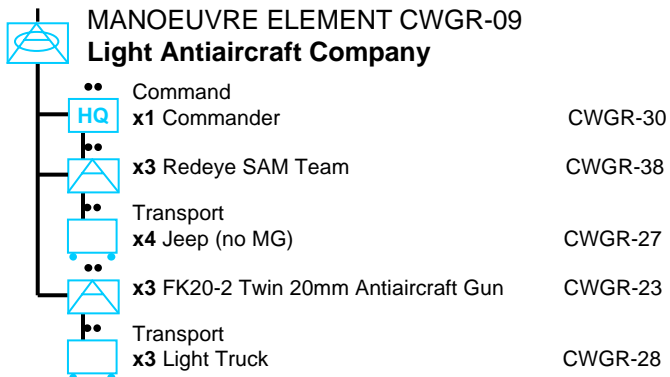 MANOEUVRE ELEMENT CWGR-09
Light Antiaircraft Company
Command
HQ x1 Commander CWGR-30
x3 Redeye SAM Team CWGR-38
Transport
x4 Jeep (no MG) CWGR-27
x3 FK20-2 Twin 20mm Antiaircraft Gun CWGR-23
Transport
x3 Light Truck CWGR-28